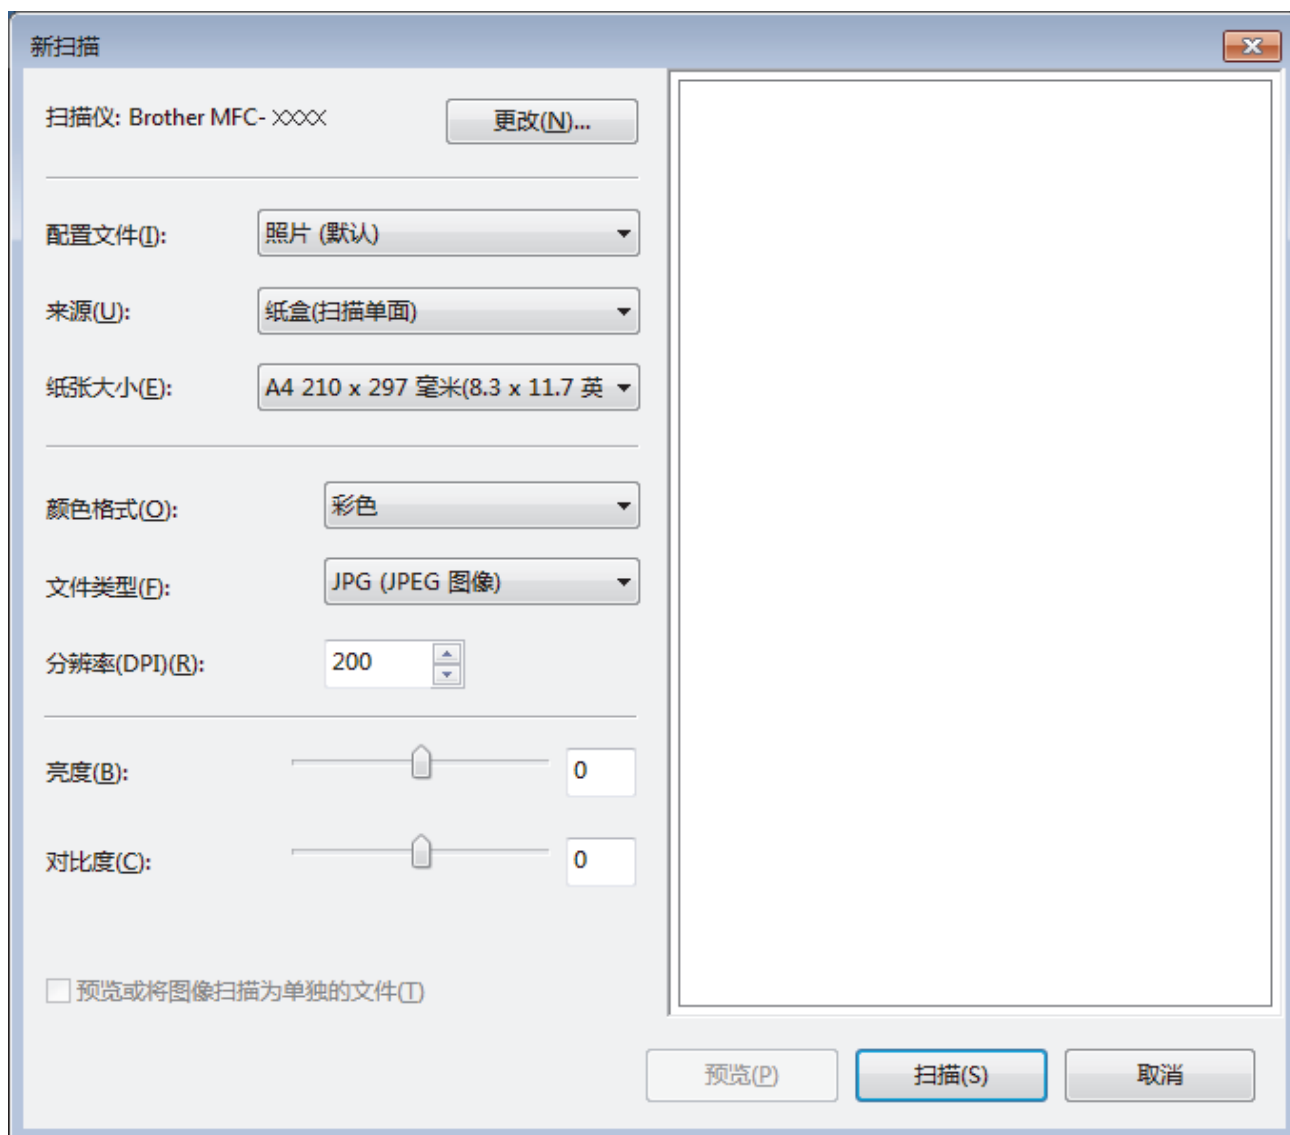 新扫描
扫描仪: Brother MFC- XXXX
更改(N)...
配置文件(I):
照片 (默认)
来源(U):
纸盒(扫描单面)
纸张大小(E):
A4 210 x 297 毫米(8.3 x 11.7 英
颜色格式(O):
彩色
文件类型(F):
JPG (JPEG 图像)
分辨率(DPI)(R):
200
亮度(B):
0
对比度(C):
0
预览或将图像扫描为单独的文件(T)
预览(P)
扫描(S)
取消